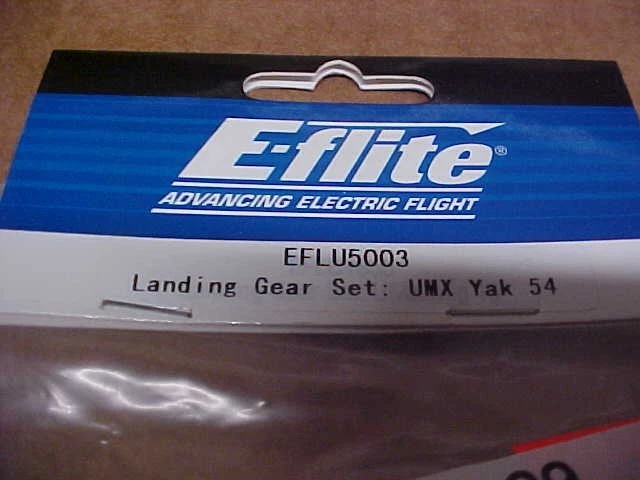 E-flite®
ADVANCING ELECTRIC FLIGHT
EFLU5003
Landing Gear Set: UMX Yak 54